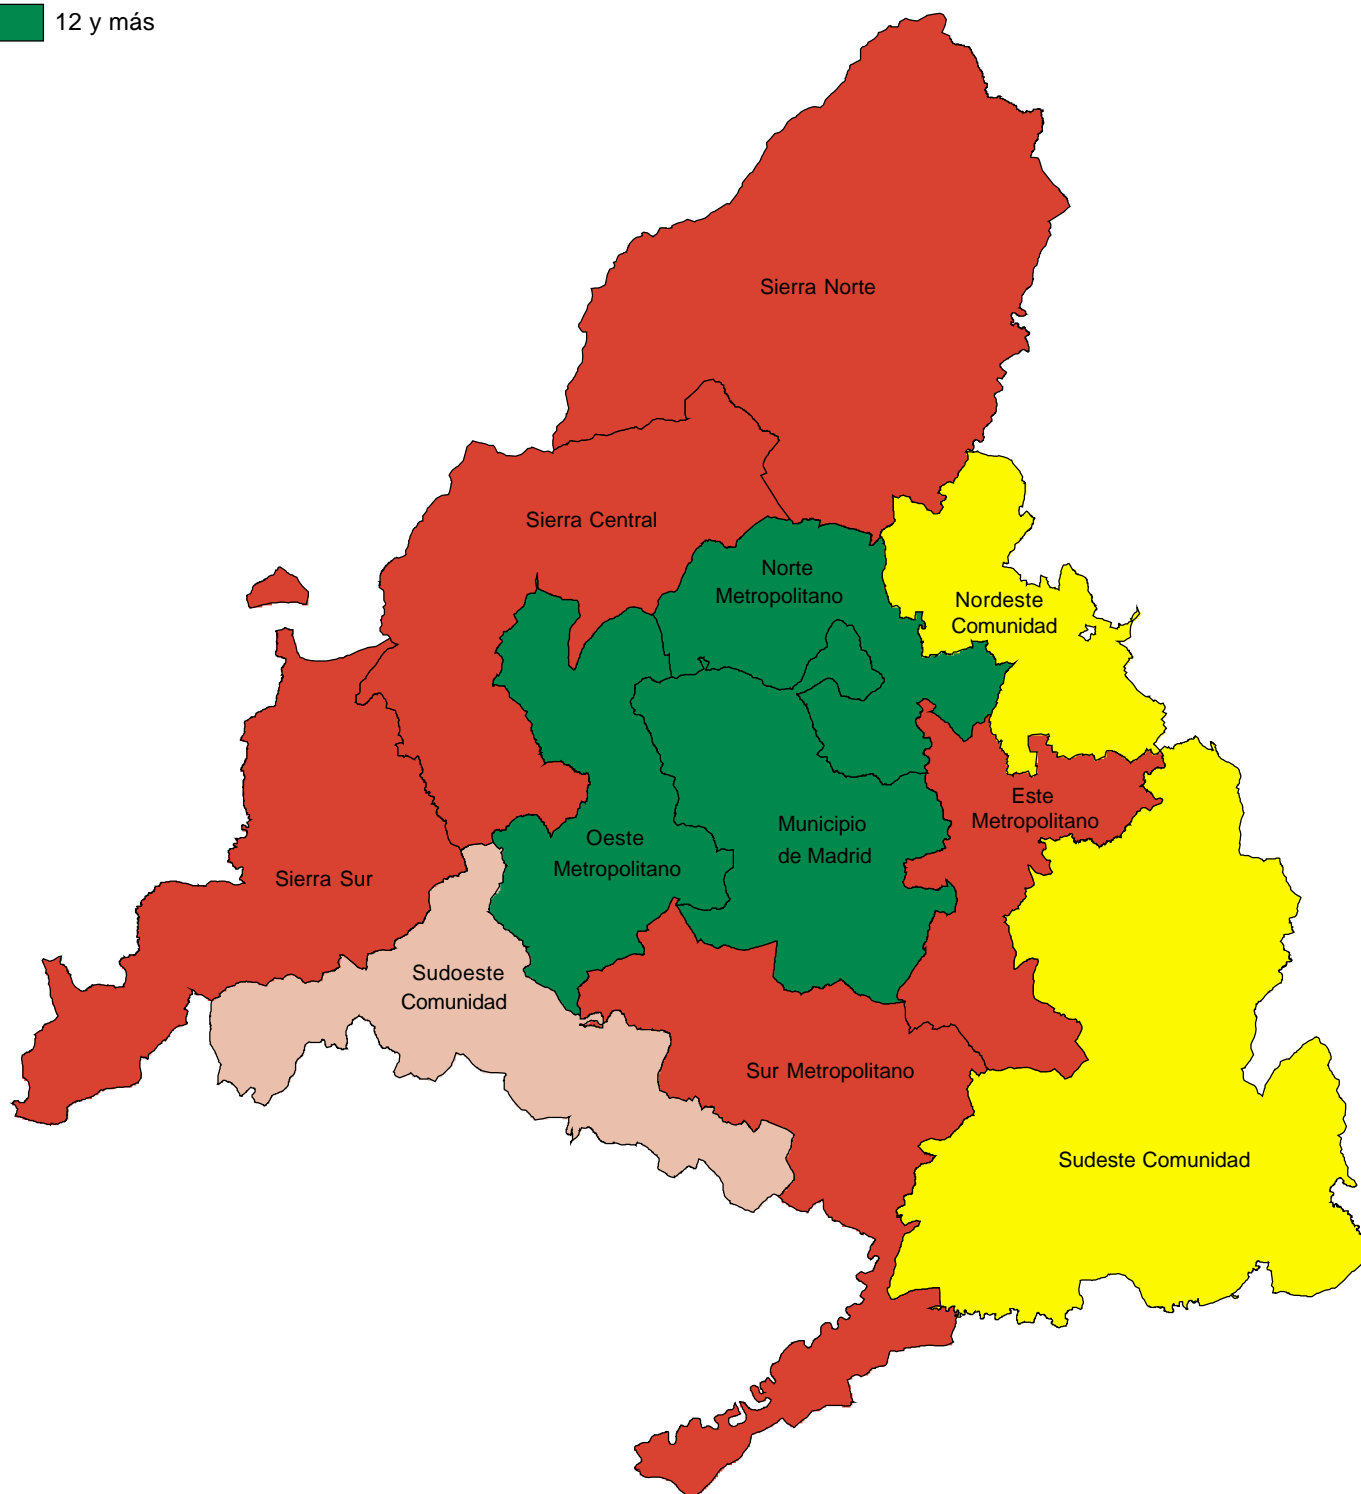 12 y más
Sierra Norte
Sierra Central
Norte
Metropolitano
Nordeste
Comunidad
Este
Metropolitano
Municipio
de Madrid
Oeste
Metropolitano
Sierra Sur
Sudoeste
Comunidad
Sur Metropolitano
Sudeste Comunidad